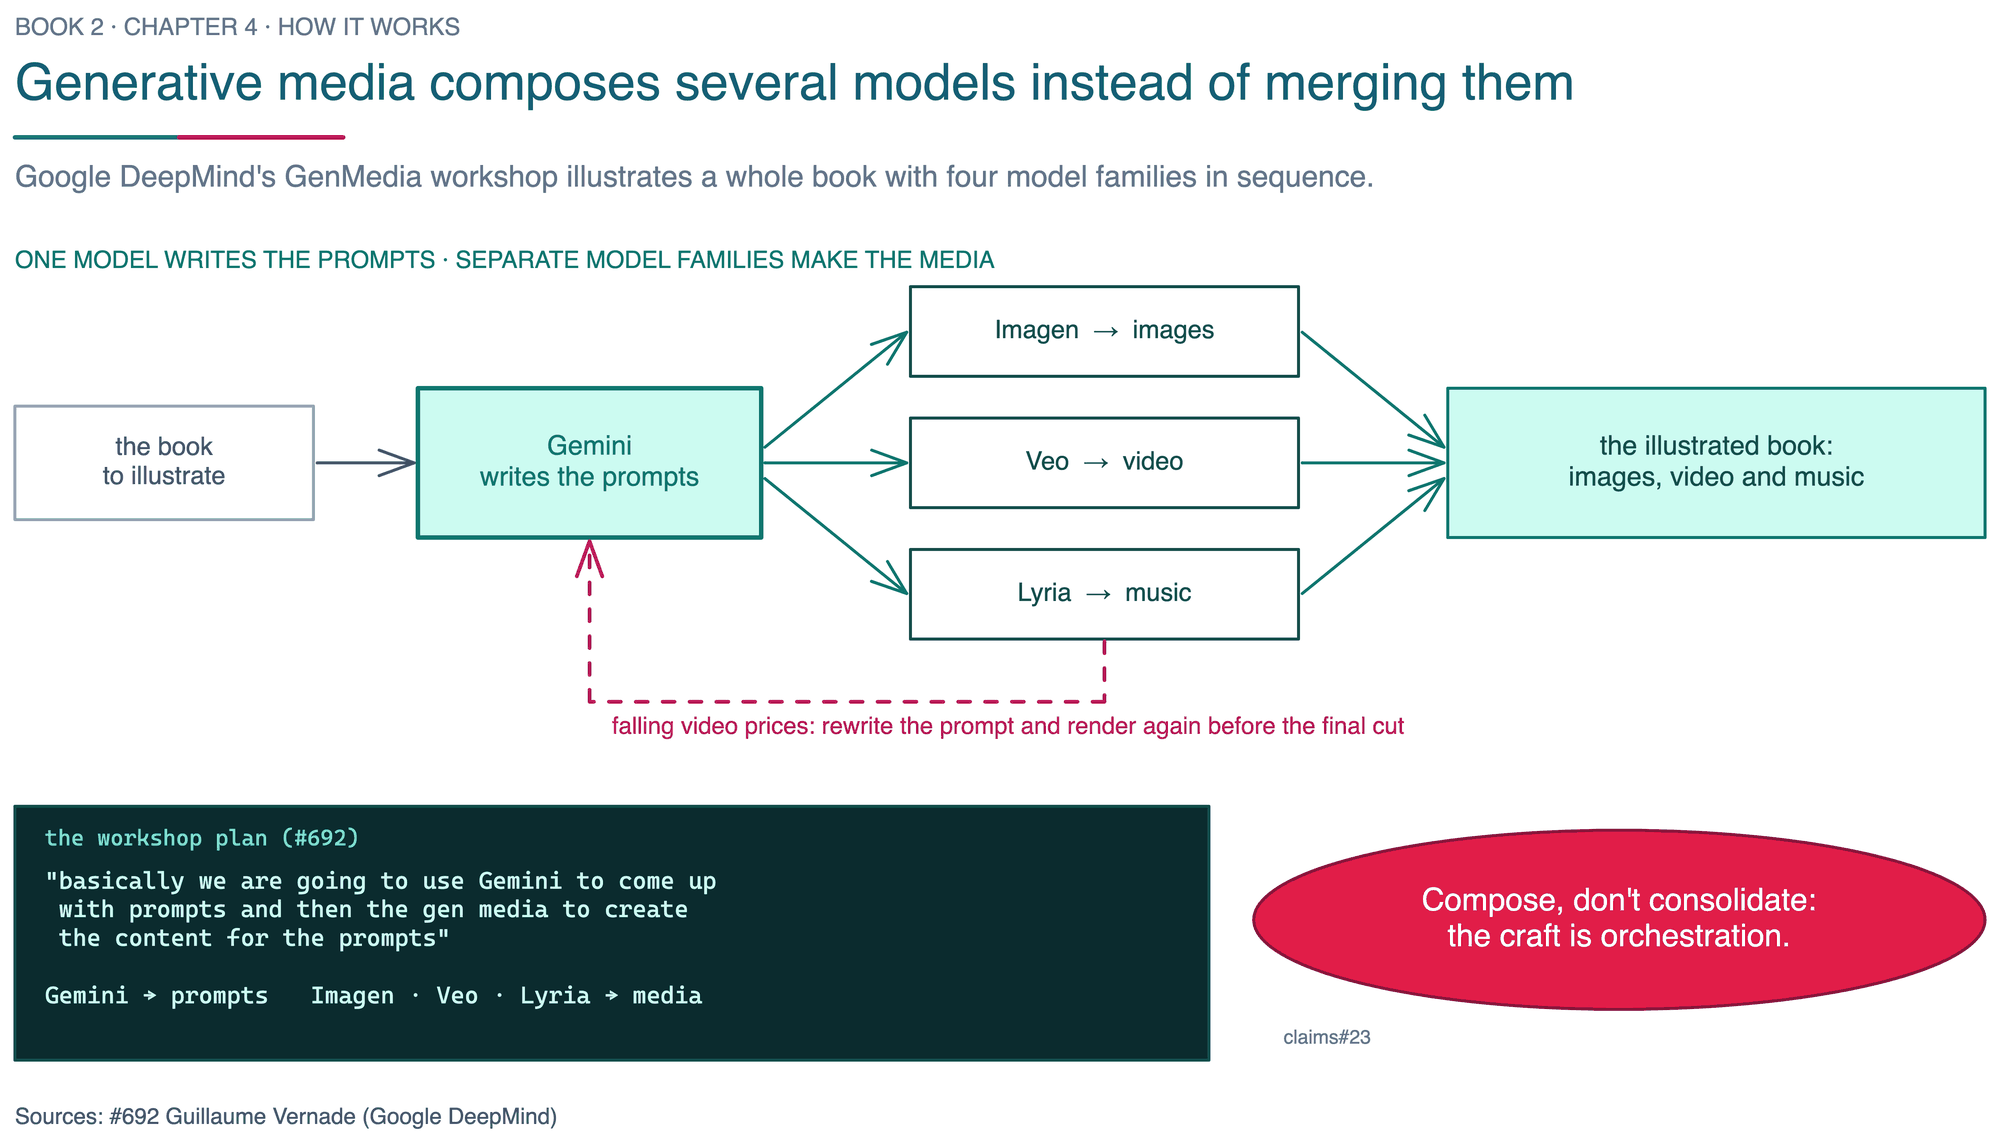 BOOK 2 · CHAPTER 4 · HOW IT WORKS
Generative media composes several models instead of merging them
Google DeepMind's GenMedia workshop illustrates a whole book with four model families in sequence.
ONE MODEL WRITES THE PROMPTS · SEPARATE MODEL FAMILIES MAKE THE MEDIA
the book
to illustrate
Gemini
writes the prompts
Imagen → images
Veo → video
Lyria → music
the illustrated book:
images, video and music
falling video prices: rewrite the prompt and render again before the final cut
the workshop plan (#692)
"basically we are going to use Gemini to come up
with prompts and then the gen media to create
the content for the prompts"
Gemini → prompts   Imagen · Veo · Lyria → media
Compose, don't consolidate:
the craft is orchestration.
claims#23
Sources: #692 Guillaume Vernade (Google DeepMind)